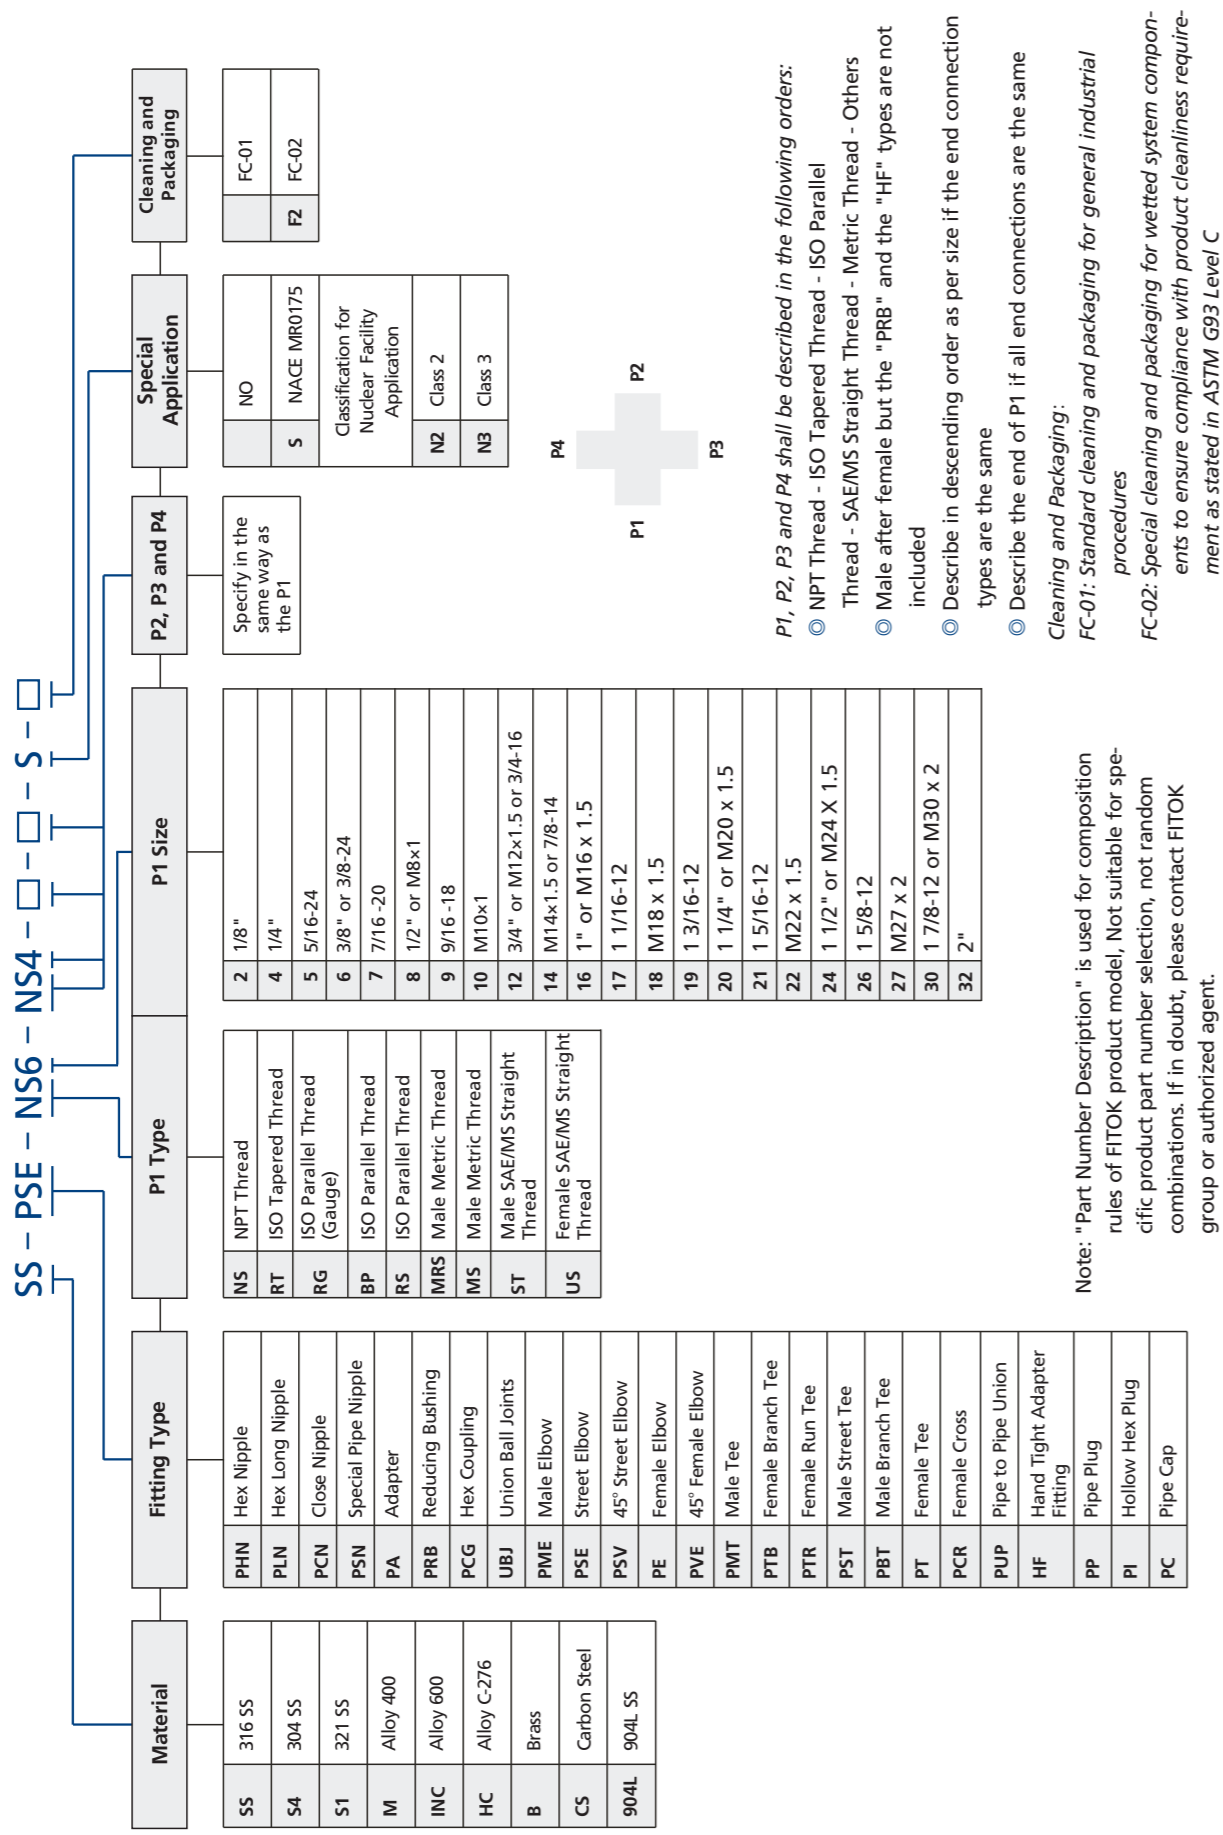 SS – PSE – NS6 – NS4 – □ – □ – S – □
Material
SS 316 SS
S4 304 SS
S1 321 SS
M Alloy 400
INC Alloy 600
HC Alloy C-276
B Brass
CS Carbon Steel
904L 904L SS
Fitting Type
PHN Hex Nipple
PLN Hex Long Nipple
PCN Close Nipple
PSN Special Pipe Nipple
PA Adapter
PRB Reducing Bushing
PCG Hex Coupling
UBJ Union Ball Joints
PME Male Elbow
PSE Street Elbow
PSV 45° Street Elbow
PE Female Elbow
PVE 45° Female Elbow
PMT Male Tee
PTB Female Branch Tee
PTR Female Run Tee
PST Male Street Tee
PBT Male Branch Tee
PT Female Tee
PCR Female Cross
PUP Pipe to Pipe Union
HF Hand Tight Adapter
Fitting
PP Pipe Plug
PI Hollow Hex Plug
PC Pipe Cap
P1 Type
NS NPT Thread
RT ISO Tapered Thread
RG ISO Parallel Thread
(Gauge)
BP ISO Parallel Thread
RS ISO Parallel Thread
MRS Male Metric Thread
MS Male Metric Thread
ST Male SAE/MS Straight
Thread
US Female SAE/MS Straight
Thread
P1 Size
2 1/8"
4 1/4"
5 5/16-24
6 3/8" or 3/8-24
7 7/16 -20
8 1/2" or M8×1
9 9/16 -18
10 M10×1
12 3/4" or M12×1.5 or 3/4-16
14 M14×1.5 or 7/8-14
16 1" or M16 x 1.5
17 1 1/16-12
18 M18 x 1.5
19 1 3/16-12
20 1 1/4" or M20 x 1.5
21 1 5/16-12
22 M22 x 1.5
24 1 1/2" or M24 X 1.5
26 1 5/8-12
27 M27 x 2
30 1 7/8-12 or M30 x 2
32 2"
P2, P3 and P4
Specify in the
same way as
the P1
Special
Application
NO
S NACE MR0175
Classification for
Nuclear Facility
Application
N2 Class 2
N3 Class 3
Cleaning and
Packaging
FC-01
F2 FC-02
P4
P1
P2
P3
P1, P2, P3 and P4 shall be described in the following orders:
◎ NPT Thread - ISO Tapered Thread - ISO Parallel
Thread - SAE/MS Straight Thread - Metric Thread - Others
◎ Male after female but the "PRB" and the "HF" types are not
included
◎ Describe in descending order as per size if the end connection
types are the same
◎ Describe the end of P1 if all end connections are the same
Cleaning and Packaging:
FC-01: Standard cleaning and packaging for general industrial
procedures
FC-02: Special cleaning and packaging for wetted system compon-
ents to ensure compliance with product cleanliness require-
ment as stated in ASTM G93 Level C
Note: "Part Number Description" is used for composition
rules of FITOK product model, Not suitable for spe-
cific product part number selection, not random
combinations. If in doubt, please contact FITOK
group or authorized agent.